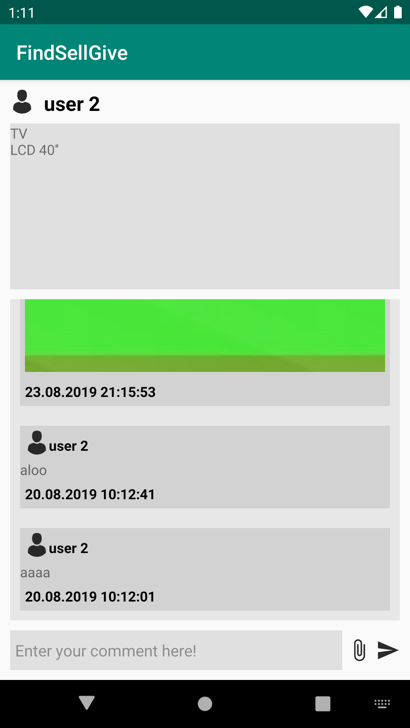 1:11
FindSellGive
user 2
TV
LCD 40"
23.08.2019 21:15:53
user 2
aloo
20.08.2019 10:12:41
user 2
aaaa
20.08.2019 10:12:01
Enter your comment here!